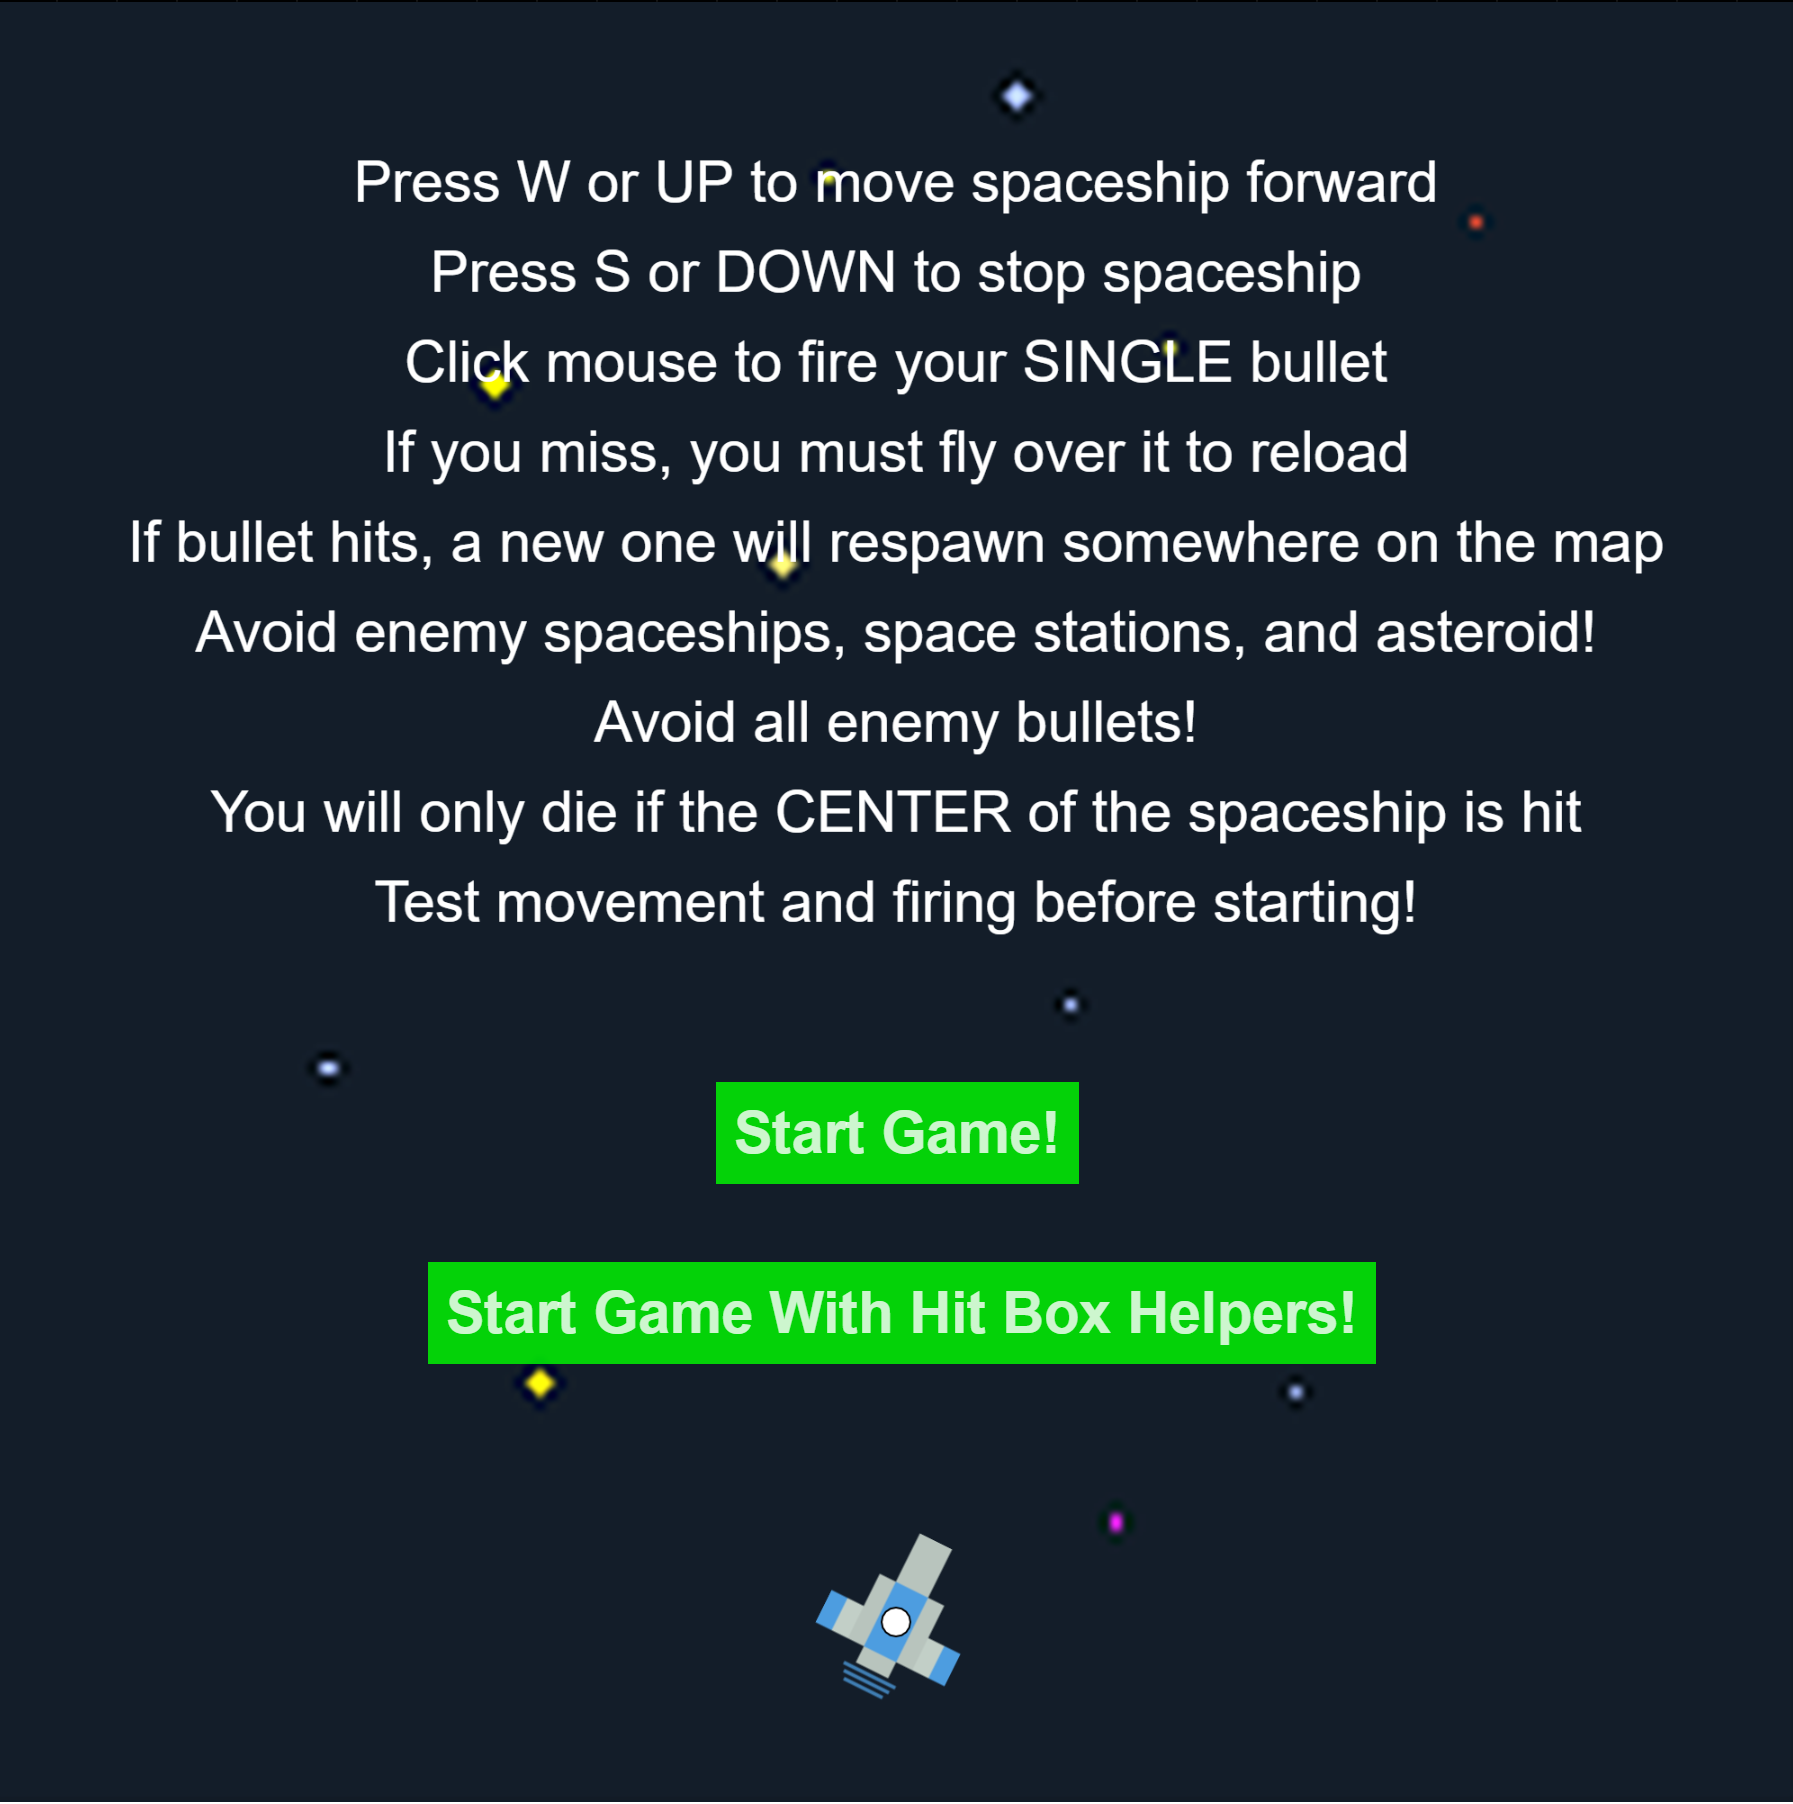 Press W or UP to move spaceship forward
Press S or DOWN to stop spaceship
Click mouse to fire your SINGLE bullet
If you miss, you must fly over it to reload
If bullet hits, a new one will respawn somewhere on the map
Avoid enemy spaceships, space stations, and asteroid!
Avoid all enemy bullets!
You will only die if the CENTER of the spaceship is hit
Test movement and firing before starting!
Start Game!
Start Game With Hit Box Helpers!